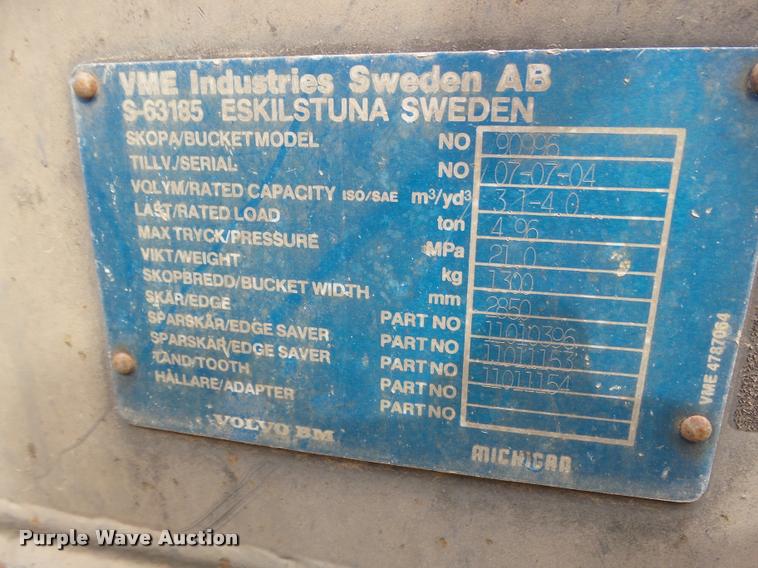 VME Industries Sweden AB
S-63185 ESKILSTUNA SWEDEN
SKOPA/BUCKET MODEL NO 90996
TILLV./SERIAL NO 07-07-04
VOLYM/RATED CAPACITY ISO/SAE m³/yd³ 3.1-4.0
LAST/RATED LOAD ton 4.96
MAX TRYCK/PRESSURE MPa 21.0
VIKT/WEIGHT kg 1300
SKOPBREDD/BUCKET WIDTH mm 2850
SKÄR/EDGE PART NO 11010396
SPARSKÄR/EDGE SAVER PART NO 11011153
SPARSKÄR/EDGE SAVER PART NO 11011154
TAND/TOOTH PART NO
HÅLLARE/ADAPTER
VOLVO BM MICHIGAN
VME 4787064
Purple Wave Auction